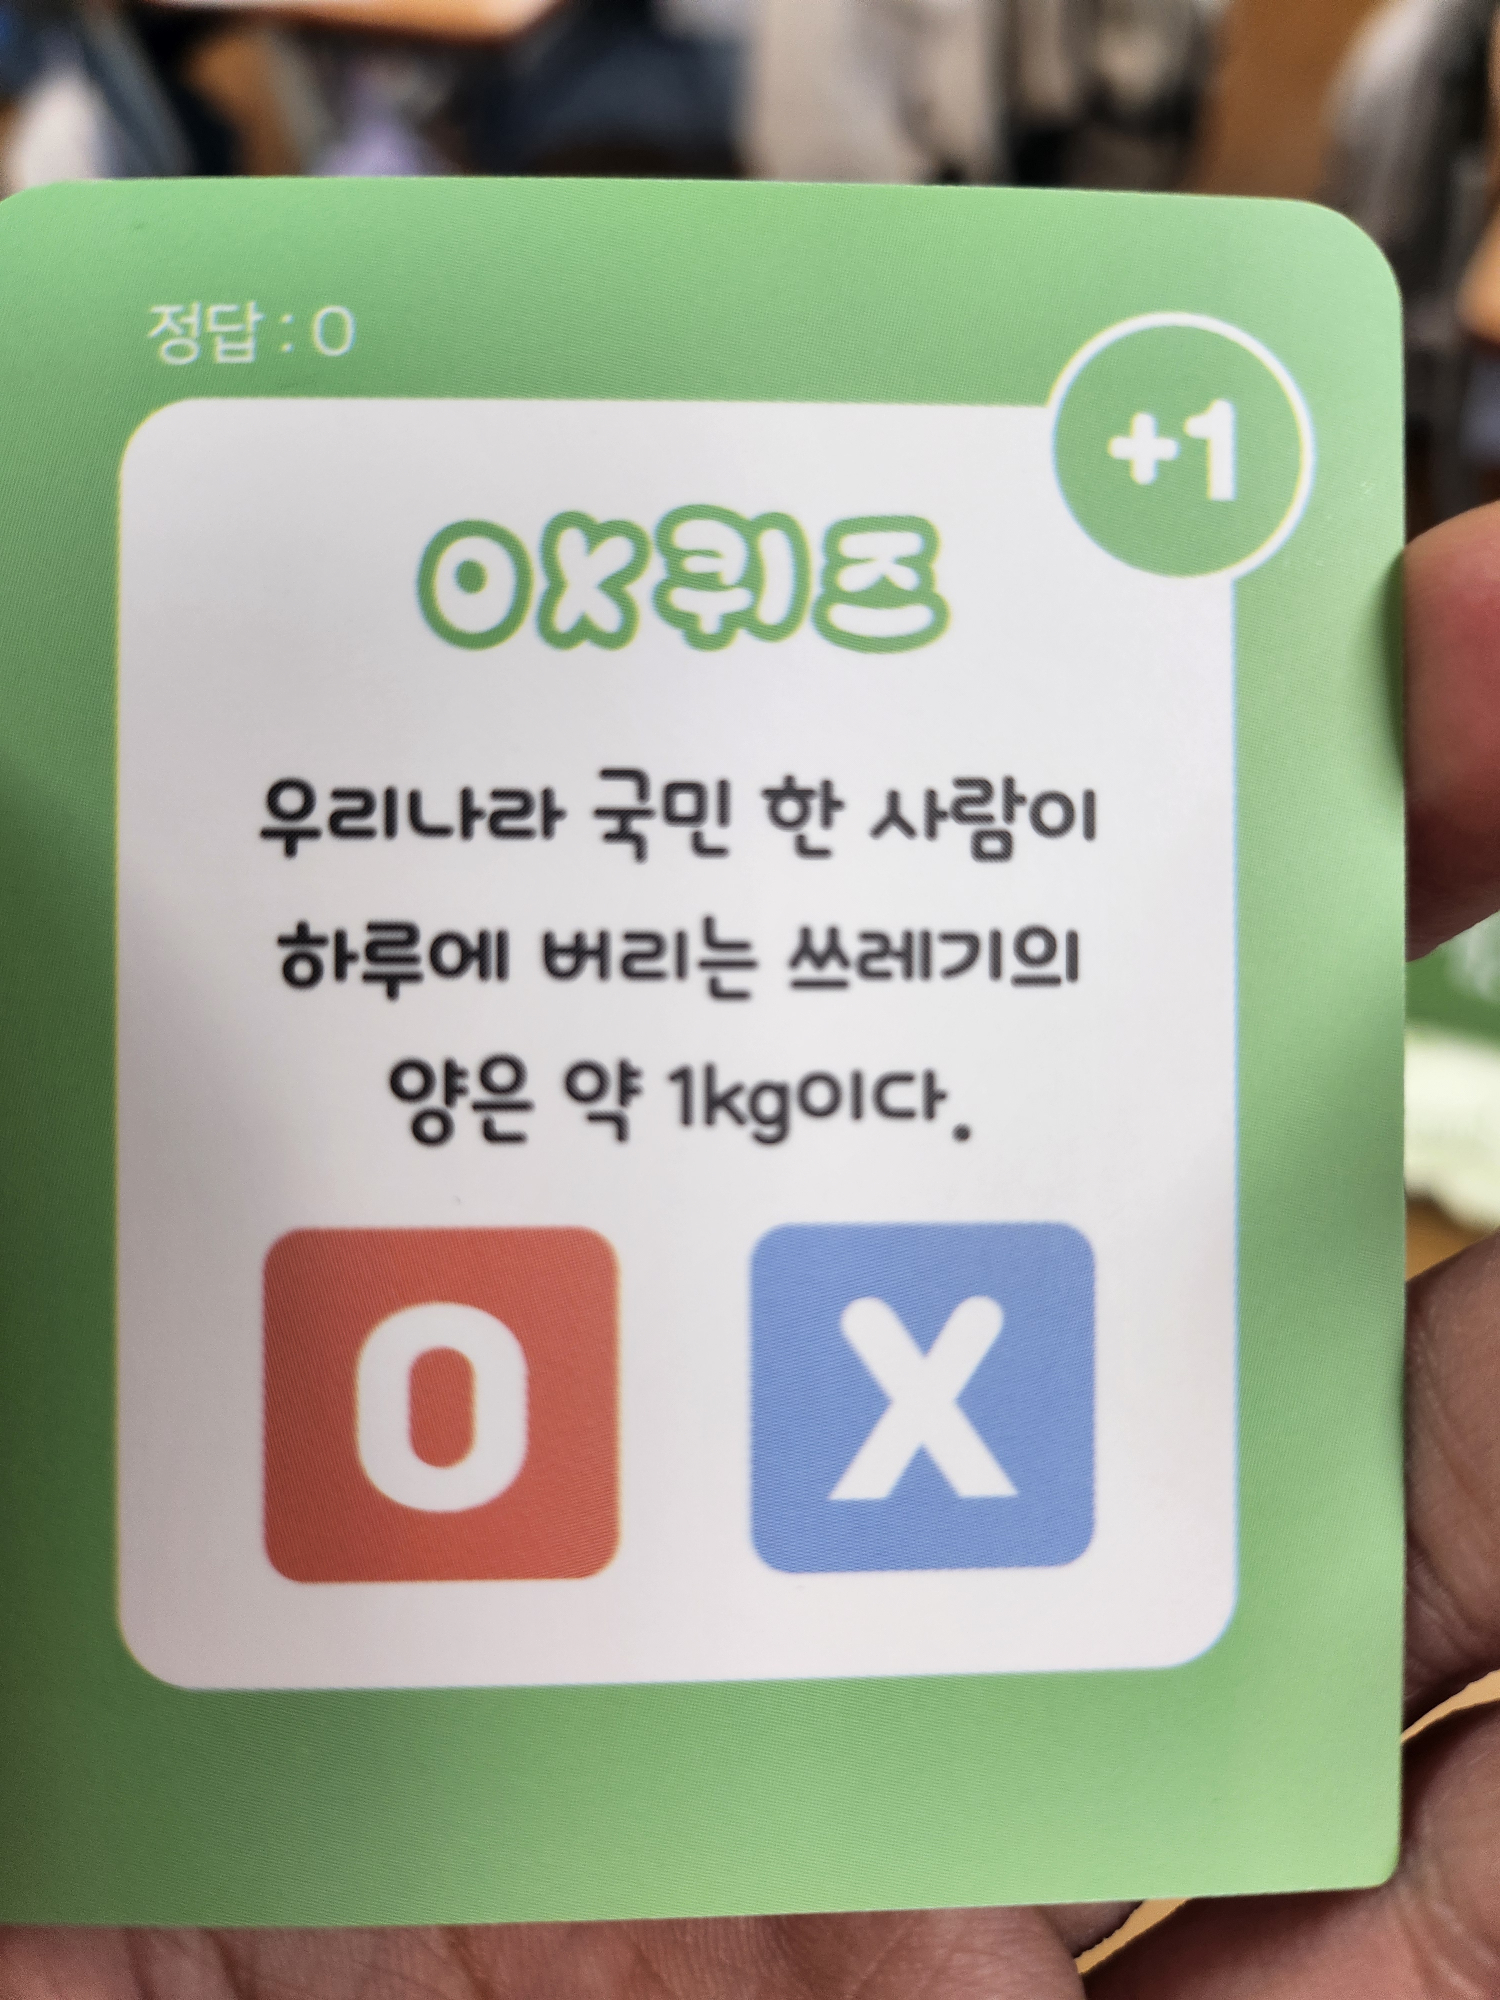 정답 : O
+1
OX퀴즈
우리나라 국민 한 사람이
하루에 버리는 쓰레기의
양은 약 1kg이다.
O X